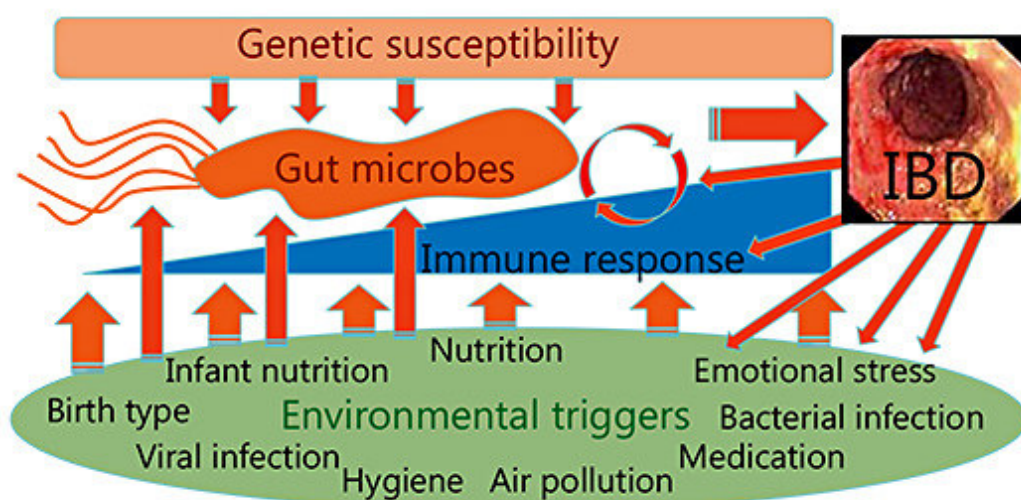 Genetic susceptibility
Gut microbes
IBD
Immune response
Nutrition
Infant nutrition
Emotional stress
Birth type
Environmental triggers
Bacterial infection
Viral infection
Medication
Hygiene
Air pollution